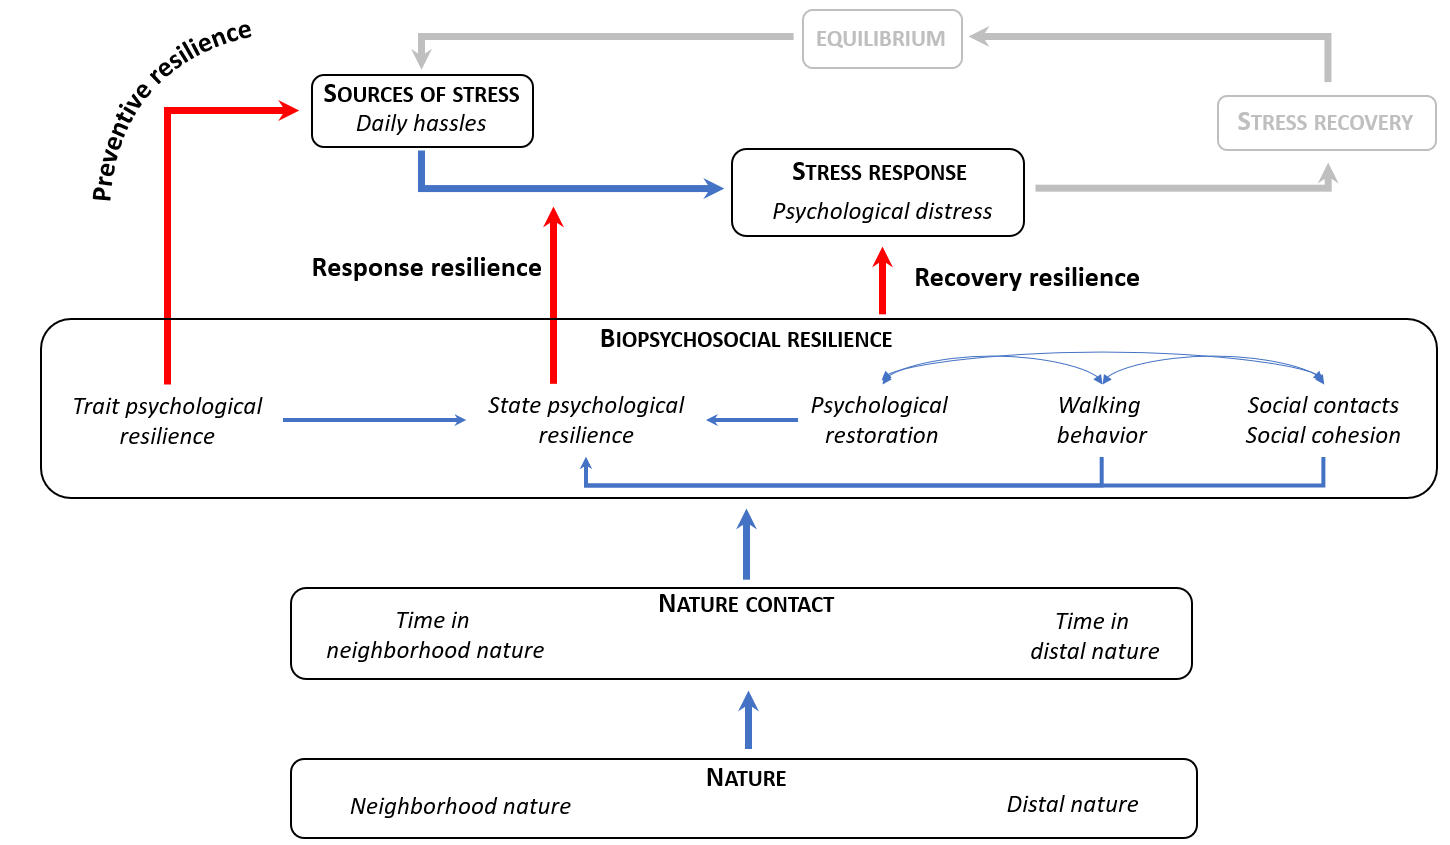 Preventive resilience
EQUILIBRIUM
SOURCES OF STRESS
Daily hassles
STRESS RECOVERY
STRESS RESPONSE
Psychological distress
Response resilience
Recovery resilience
BIOPSYCHOSOCIAL RESILIENCE
Trait psychological
resilience
State psychological
resilience
Psychological
restoration
Walking
behavior
Social contacts
Social cohesion
NATURE CONTACT
Time in
neighborhood nature
Time in
distal nature
NATURE
Neighborhood nature
Distal nature